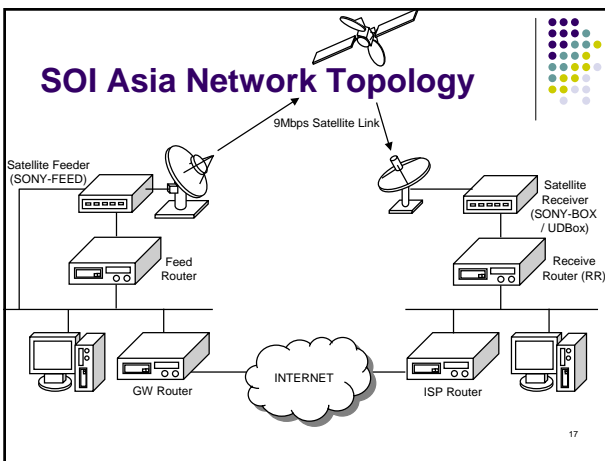 SOI Asia Network Topology
9Mbps Satellite Link
Satellite Feeder
(SONY-FEED)
Satellite
Receiver
(SONY-BOX
/ UDBox)
Feed
Router
Receive
Router (RR)
GW Router
INTERNET
ISP Router
17